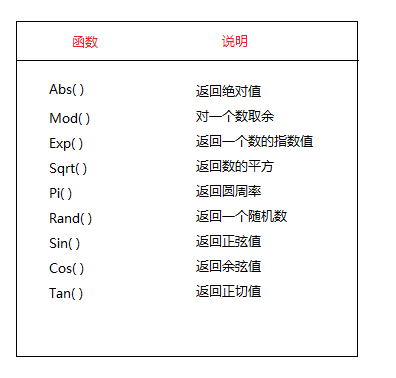 函数 说明
Abs( ) 返回绝对值
Mod( ) 对一个数取余
Exp( ) 返回一个数的指数值
Sqrt( ) 返回数的平方
Pi( ) 返回圆周率
Rand( ) 返回一个随机数
Sin( ) 返回正弦值
Cos( ) 返回余弦值
Tan( ) 返回正切值